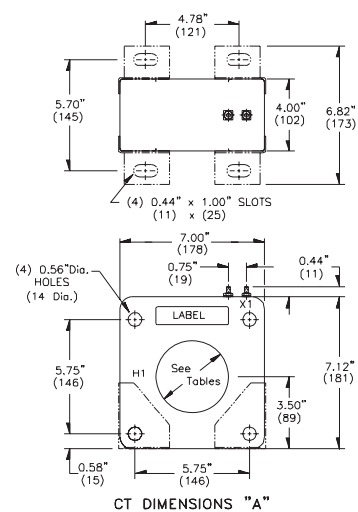 4.78"
(121)
5.70"
(145)
4.00"
(102)
6.82"
(173)
(4) 0.44" x 1.00" SLOTS
(11) x (25)
7.00"
(178)
(4) 0.56"Dia.
HOLES
(14 Dia.)
0.75"
(19)
0.44"
(11)
X1
LABEL
5.75"
(146)
H1
See
Tables
7.12"
(181)
3.50"
(89)
0.58"
(15)
5.75"
(146)
CT DIMENSIONS "A"